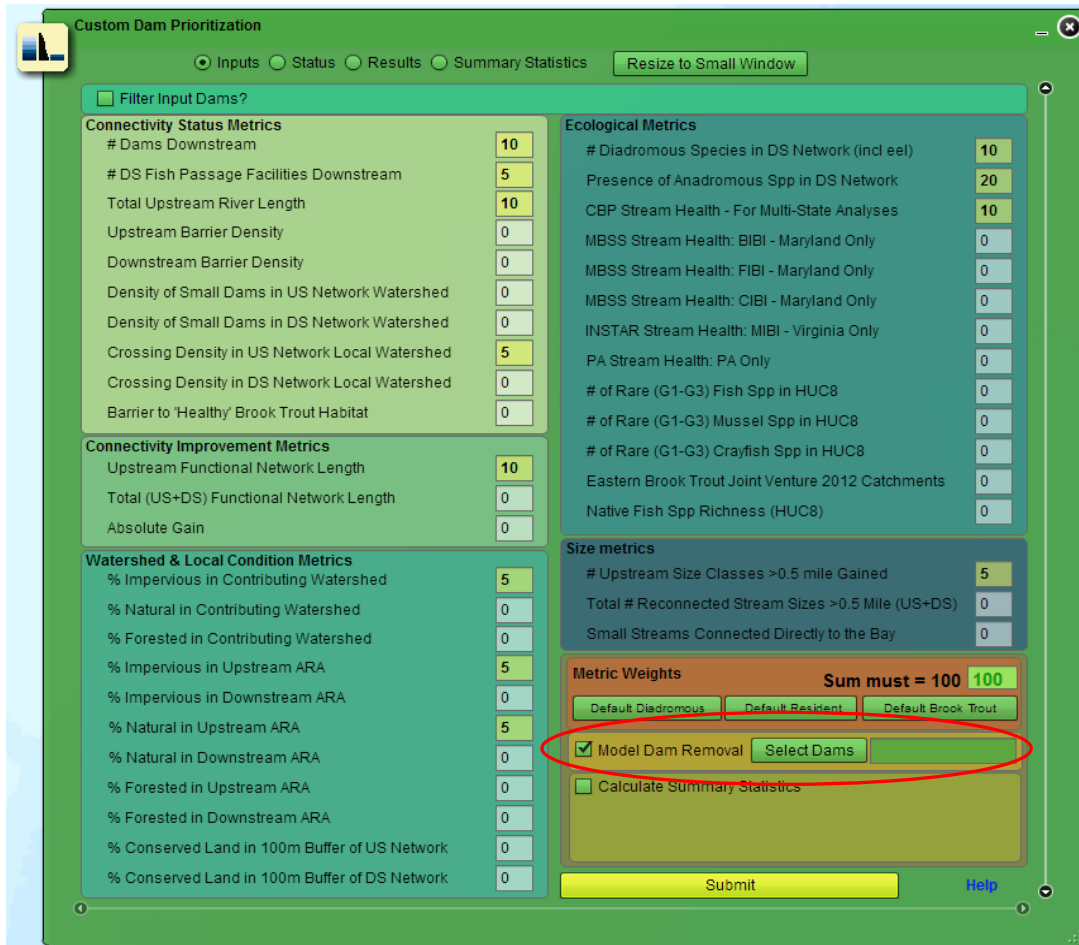 Custom Dam Prioritization
Inputs Status Results Summary Statistics Resize to Small Window
Filter Input Dams?
Connectivity Status Metrics
# Dams Downstream 10
# DS Fish Passage Facilities Downstream 5
Total Upstream River Length 10
Upstream Barrier Density 0
Downstream Barrier Density 0
Density of Small Dams in US Network Watershed 0
Density of Small Dams in DS Network Watershed 0
Crossing Density in US Network Local Watershed 5
Crossing Density in DS Network Local Watershed 0
Barrier to 'Healthy' Brook Trout Habitat 0
Connectivity Improvement Metrics
Upstream Functional Network Length 10
Total (US+DS) Functional Network Length 0
Absolute Gain 0
Watershed & Local Condition Metrics
% Impervious in Contributing Watershed 5
% Natural in Contributing Watershed 0
% Forested in Contributing Watershed 0
% Impervious in Upstream ARA 5
% Impervious in Downstream ARA 0
% Natural in Upstream ARA 5
% Natural in Downstream ARA 0
% Forested in Upstream ARA 0
% Forested in Downstream ARA 0
% Conserved Land in 100m Buffer of US Network 0
% Conserved Land in 100m Buffer of DS Network 0
Ecological Metrics
# Diadromous Species in DS Network (incl eel) 10
Presence of Anadromous Spp in DS Network 20
CBP Stream Health - For Multi-State Analyses 10
MBSS Stream Health: BIBI - Maryland Only 0
MBSS Stream Health: FIBI - Maryland Only 0
MBSS Stream Health: CIBI - Maryland Only 0
INSTAR Stream Health: MIBI - Virginia Only 0
PA Stream Health: PA Only 0
# of Rare (G1-G3) Fish Spp in HUC8 0
# of Rare (G1-G3) Mussel Spp in HUC8 0
# of Rare (G1-G3) Crayfish Spp in HUC8 0
Eastern Brook Trout Joint Venture 2012 Catchments 0
Native Fish Spp Richness (HUC8) 0
Size metrics
# Upstream Size Classes >0.5 mile Gained 5
Total # Reconnected Stream Sizes >0.5 Mile (US+DS) 0
Small Streams Connected Directly to the Bay 0
Metric Weights Sum must = 100 100
Default Diadromous Default Resident Default Brook Trout
Model Dam Removal Select Dams
Calculate Summary Statistics
Submit Help